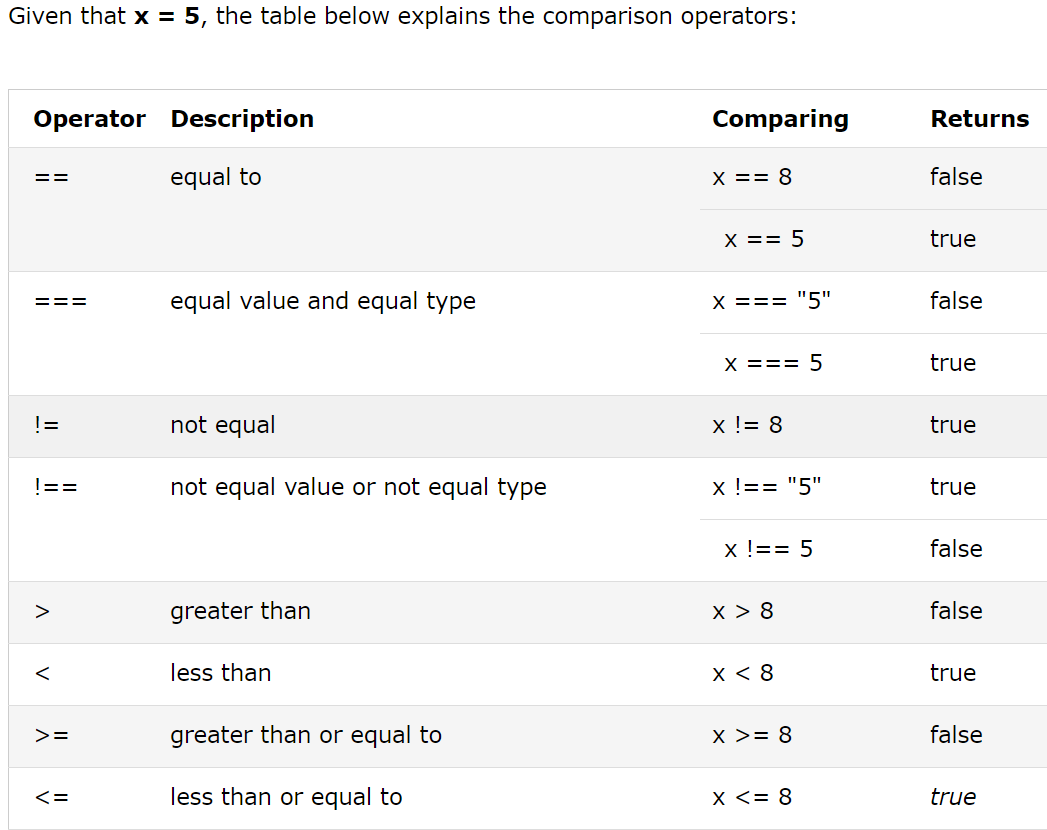 Given that x = 5, the table below explains the comparison operators:
Operator Description Comparing Returns
== equal to x == 8 false
x == 5 true
=== equal value and equal type x === "5" false
x === 5 true
!= not equal x != 8 true
!== not equal value or not equal type x !== "5" true
x !== 5 false
> greater than x > 8 false
< less than x < 8 true
>= greater than or equal to x >= 8 false
<= less than or equal to x <= 8 true